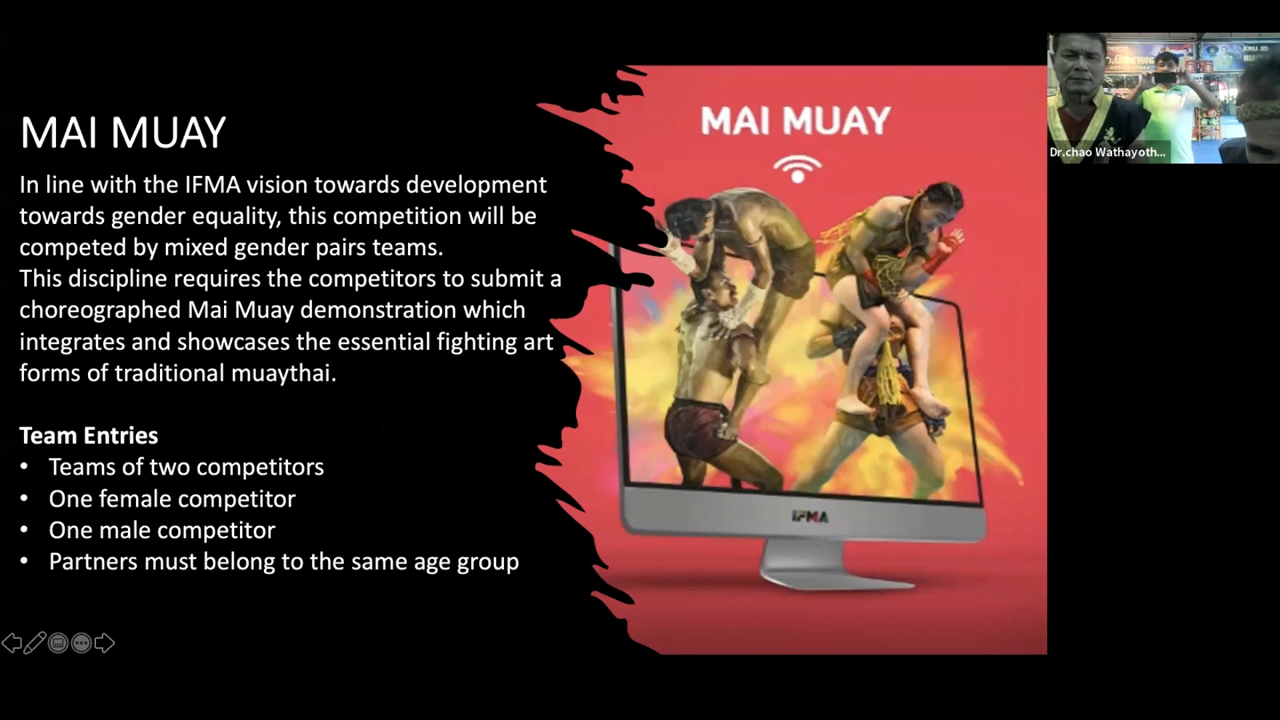 MAI MUAY
In line with the IFMA vision towards development
towards gender equality, this competition will be
competed by mixed gender pairs teams.
This discipline requires the competitors to submit a
choreographed Mai Muay demonstration which
integrates and showcases the essential fighting art
forms of traditional muaythai.
Team Entries
• Teams of two competitors
• One female competitor
• One male competitor
• Partners must belong to the same age group
MAI MUAY
IFMA
Dr.chao Wathayoth...